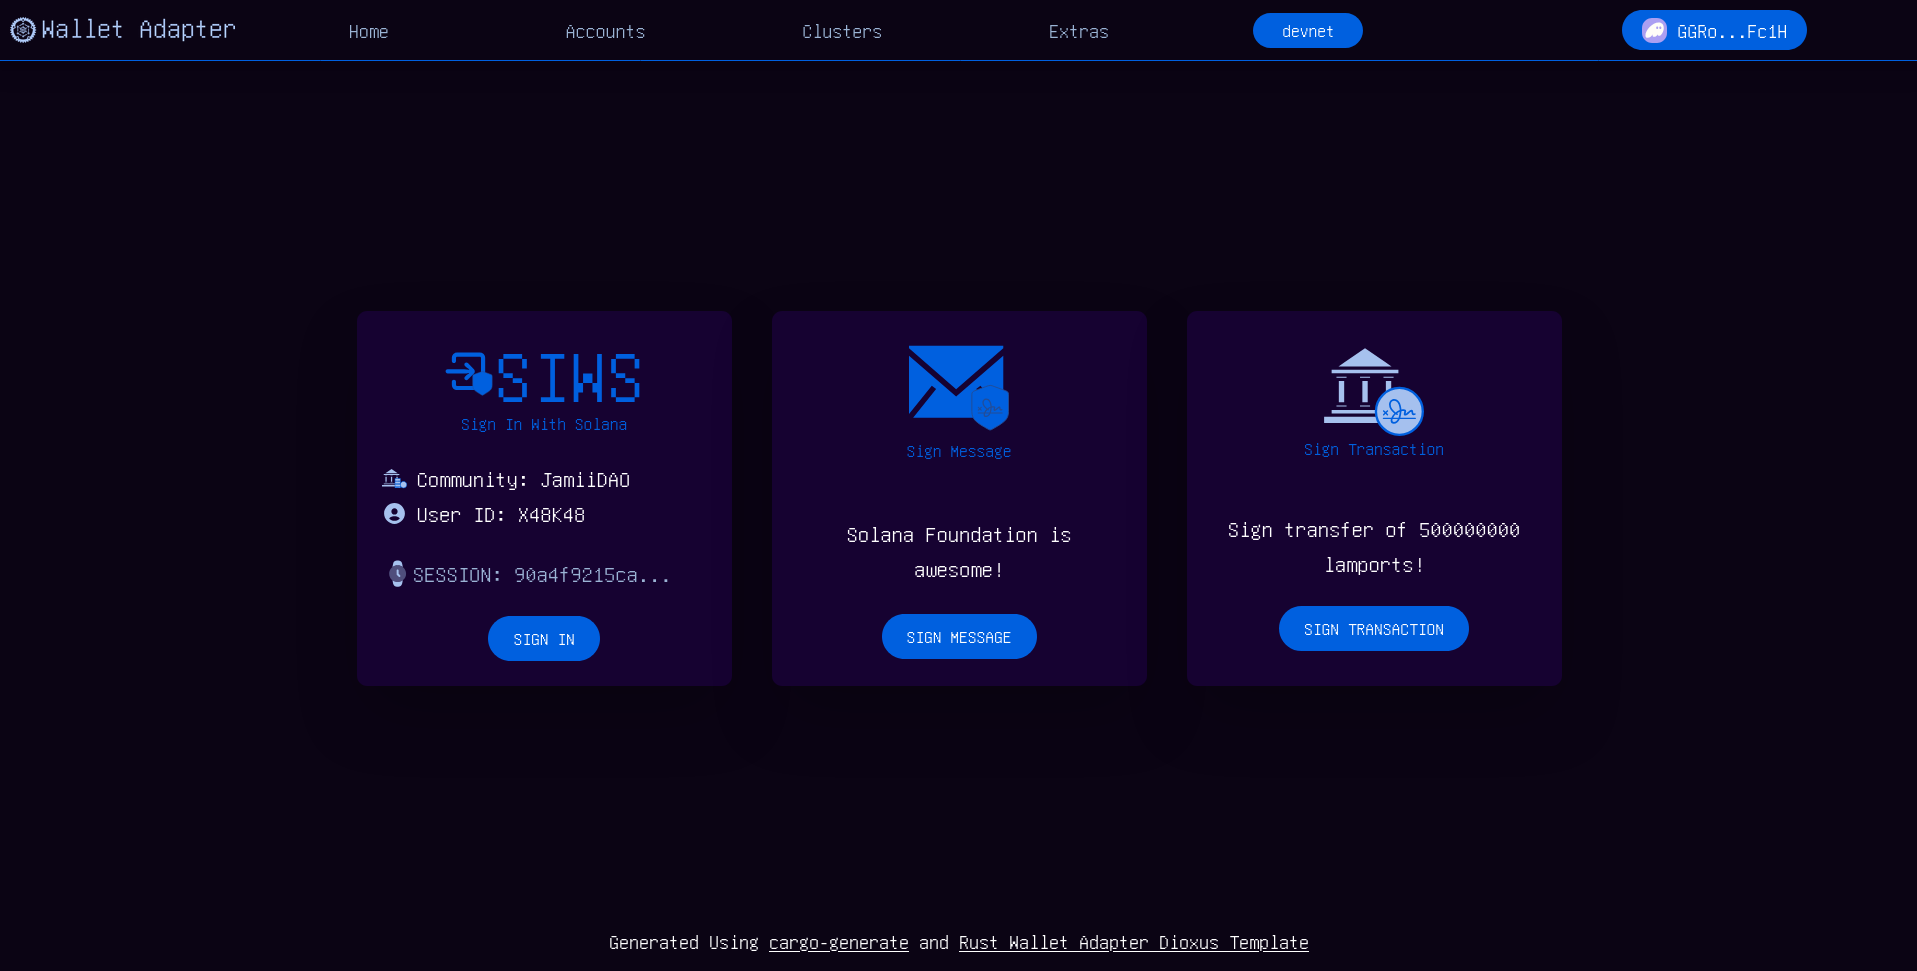 Wallet Adapter
Home
Accounts
Clusters
Extras
devnet
GGRo...Fc1H
SIWS
Sign In With Solana
Community: JamiiDAO
User ID: X48K48
SESSION: 90a4f9215ca...
SIGN IN
Sign Message
Solana Foundation is
awesome!
SIGN MESSAGE
Sign Transaction
Sign transfer of 500000000
lamports!
SIGN TRANSACTION
Generated Using cargo-generate and Rust Wallet Adapter Dioxus Template